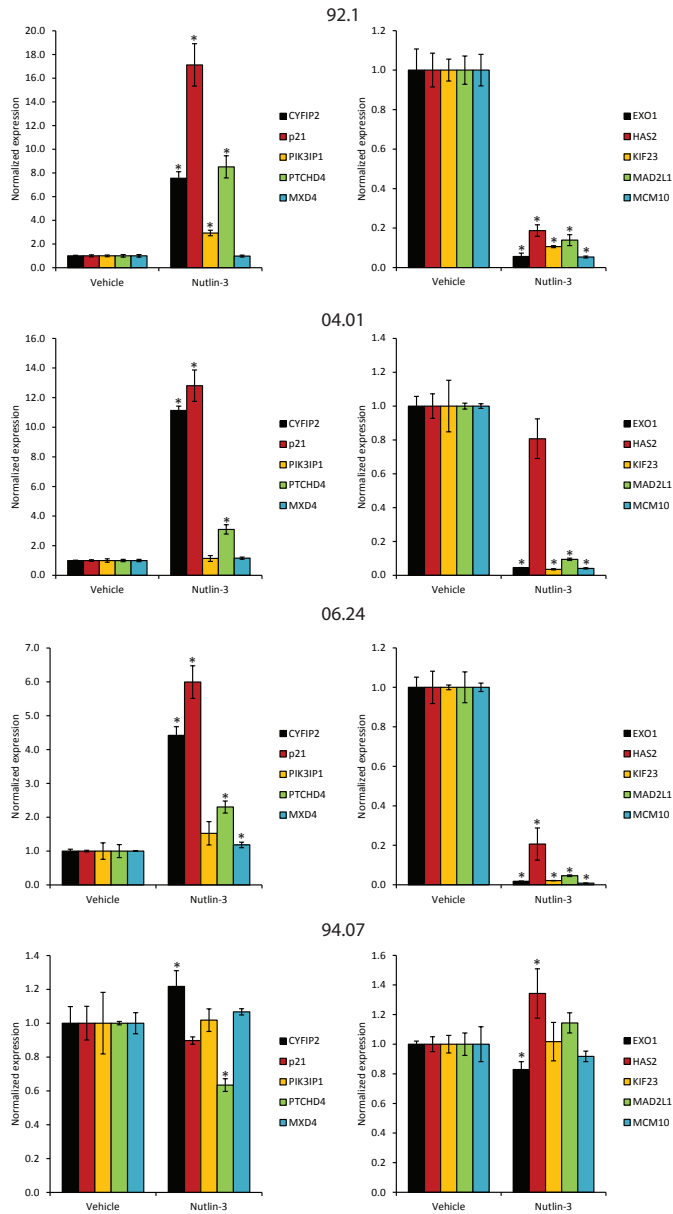 92.1
20.0
18.0
16.0
14.0
12.0
10.0
8.0
6.0
4.0
2.0
0.0
Normalized expression
* * * *
Vehicle Nutlin-3
CYFIP2
p21
PIK3IP1
PTCHD4
MXD4
1.2
1.0
0.8
0.6
0.4
0.2
0.0
Normalized expression
* * * * *
Vehicle Nutlin-3
EXO1
HAS2
KIF23
MAD2L1
MCM10
04.01
16.0
14.0
12.0
10.0
8.0
6.0
4.0
2.0
0.0
Normalized expression
* * *
Vehicle Nutlin-3
CYFIP2
p21
PIK3IP1
PTCHD4
MXD4
1.4
1.2
1.0
0.8
0.6
0.4
0.2
0.0
Normalized expression
* * * *
Vehicle Nutlin-3
EXO1
HAS2
KIF23
MAD2L1
MCM10
06.24
7.0
6.0
5.0
4.0
3.0
2.0
1.0
0.0
Normalized expression
* * * *
Vehicle Nutlin-3
CYFIP2
p21
PIK3IP1
PTCHD4
MXD4
1.2
1.0
0.8
0.6
0.4
0.2
0.0
Normalized expression
* * * * *
Vehicle Nutlin-3
EXO1
HAS2
KIF23
MAD2L1
MCM10
94.07
1.4
1.2
1.0
0.8
0.6
0.4
0.2
0.0
Normalized expression
* *
Vehicle Nutlin-3
CYFIP2
p21
PIK3IP1
PTCHD4
MXD4
1.6
1.4
1.2
1.0
0.8
0.6
0.4
0.2
0.0
Normalized expression
* *
Vehicle Nutlin-3
EXO1
HAS2
KIF23
MAD2L1
MCM10